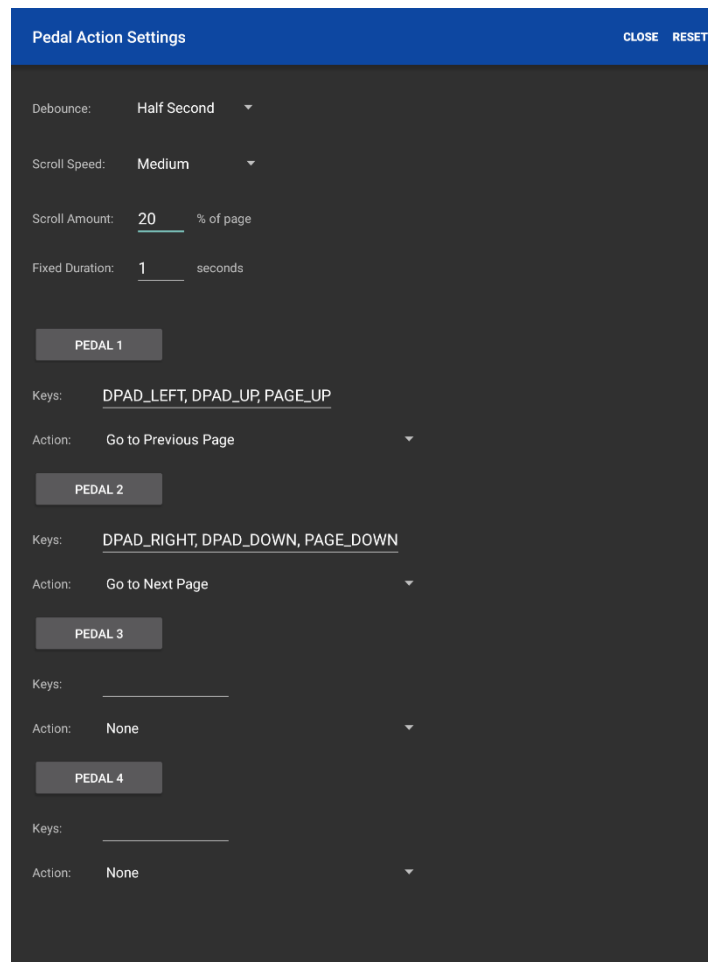 Pedal Action Settings CLOSE RESET
Debounce: Half Second
Scroll Speed: Medium
Scroll Amount: 20 % of page
Fixed Duration: 1 seconds
PEDAL 1
Keys: DPAD_LEFT, DPAD_UP, PAGE_UP
Action: Go to Previous Page
PEDAL 2
Keys: DPAD_RIGHT, DPAD_DOWN, PAGE_DOWN
Action: Go to Next Page
PEDAL 3
Keys:
Action: None
PEDAL 4
Keys:
Action: None